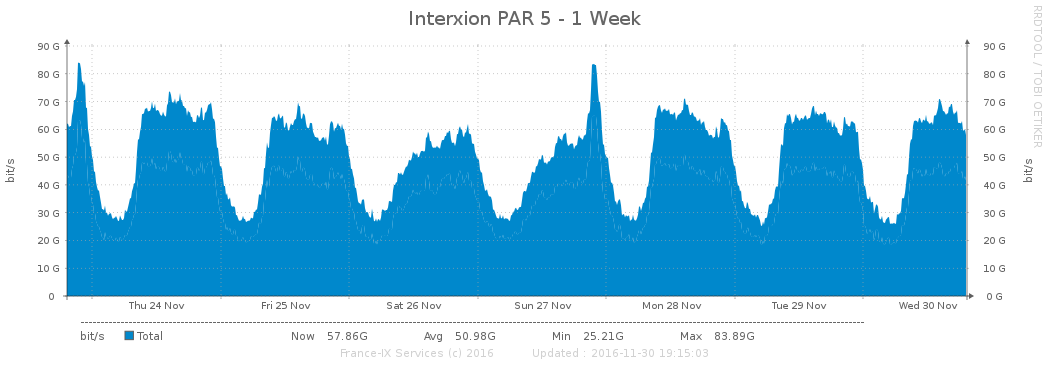 Interxion PAR 5 - 1 Week
RRDTOOL / TOBI OETIKER
bit/s
90 G 90 G
80 G 80 G
70 G 70 G
60 G 60 G
50 G 50 G
40 G 40 G
30 G 30 G
20 G 20 G
10 G 10 G
0 0 G
bit/s
Thu 24 Nov Fri 25 Nov Sat 26 Nov Sun 27 Nov Mon 28 Nov Tue 29 Nov Wed 30 Nov
bit/s Total Now 57.86G Avg 50.98G Min 25.21G Max 83.89G
France-IX Services (c) 2016 Updated : 2016-11-30 19:15:03